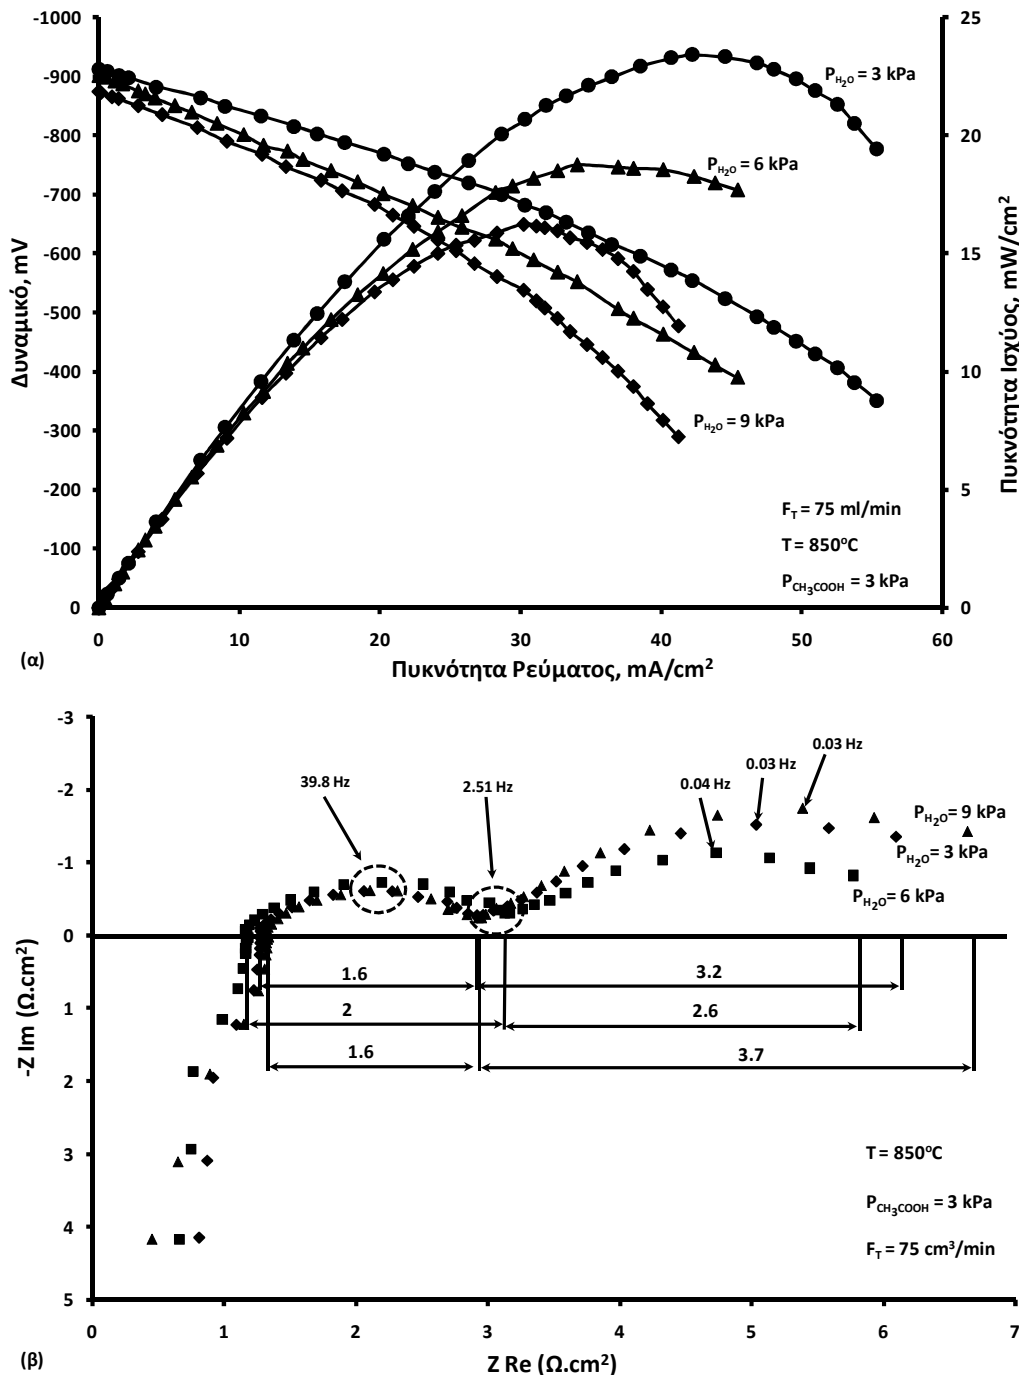 -1000
-900
-800
-700
-600
-500
-400
-300
-200
-100
0
Δυναμικό, mV
25
20
15
10
5
0
Πυκνότητα Ισχύος, mW/cm²
P_H₂O = 3 kPa
P_H₂O = 6 kPa
P_H₂O = 9 kPa
F_T = 75 ml/min
T = 850°C
P_CH₃COOH = 3 kPa
0 10 20 30 40 50 60
(α)
Πυκνότητα Ρεύματος, mA/cm²
-3
-2
-1
0
1
2
3
4
5
-Z Im (Ω.cm²)
39.8 Hz
2.51 Hz
0.04 Hz
0.03 Hz
0.03 Hz
P_H₂O = 9 kPa
P_H₂O = 3 kPa
P_H₂O = 6 kPa
1.6 3.2
2 2.6
1.6 3.7
T = 850°C
P_CH₃COOH = 3 kPa
F_T = 75 cm³/min
0 1 2 3 4 5 6 7
(β)
Z Re (Ω.cm²)